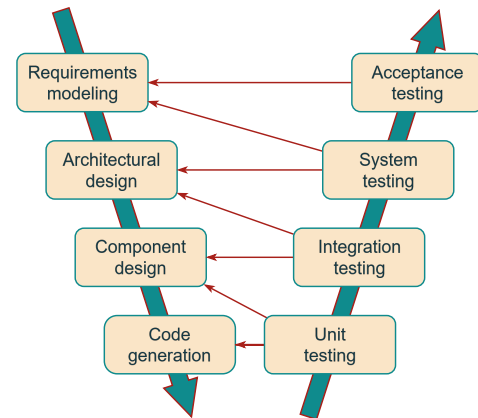 Requirements
modeling
Acceptance
testing
Architectural
design
System
testing
Component
design
Integration
testing
Code
generation
Unit
testing